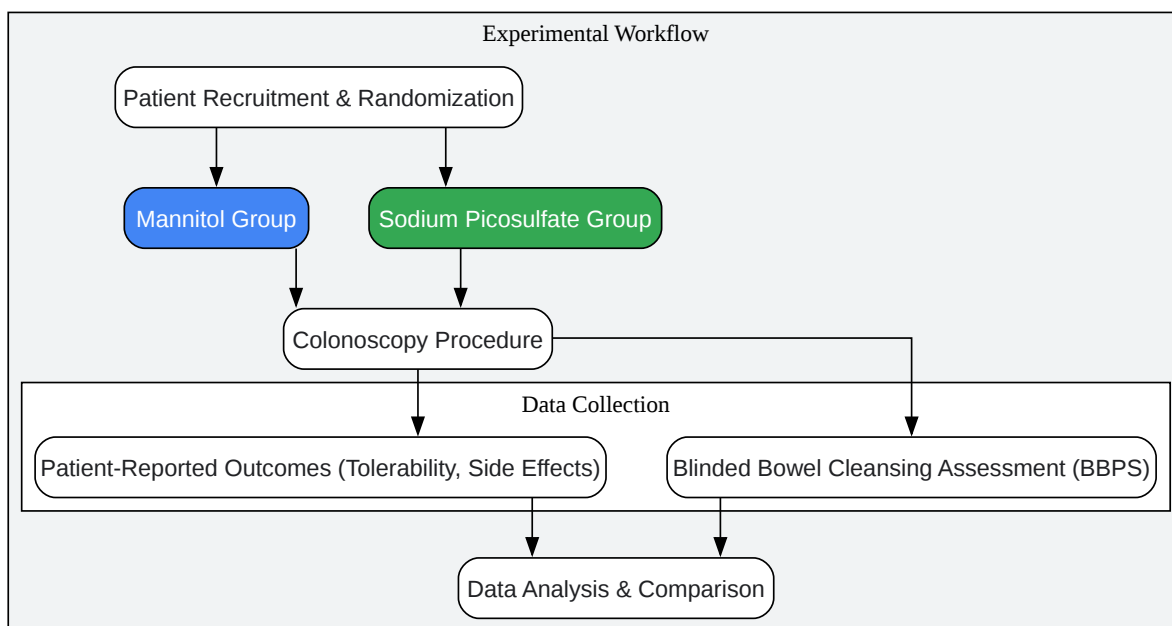 Experimental Workflow
Patient Recruitment & Randomization
Mannitol Group
Sodium Picosulfate Group
Colonoscopy Procedure
Data Collection
Patient-Reported Outcomes (Tolerability, Side Effects)
Blinded Bowel Cleansing Assessment (BBPS)
Data Analysis & Comparison